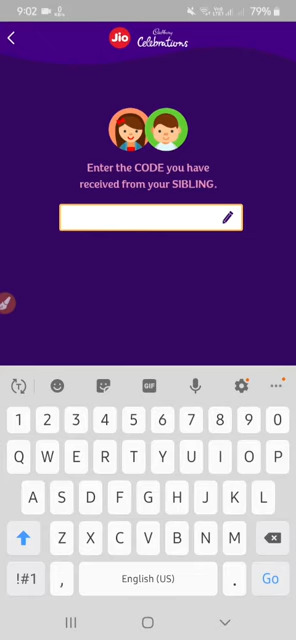 9:02 79%
Jio Cadbury Celebrations
Enter the CODE you have
received from your SIBLING.
T GIF
1 2 3 4 5 6 7 8 9 0
Q W E R T Y U I O P
A S D F G H J K L
Z X C V B N M
!#1 , English (US) . Go